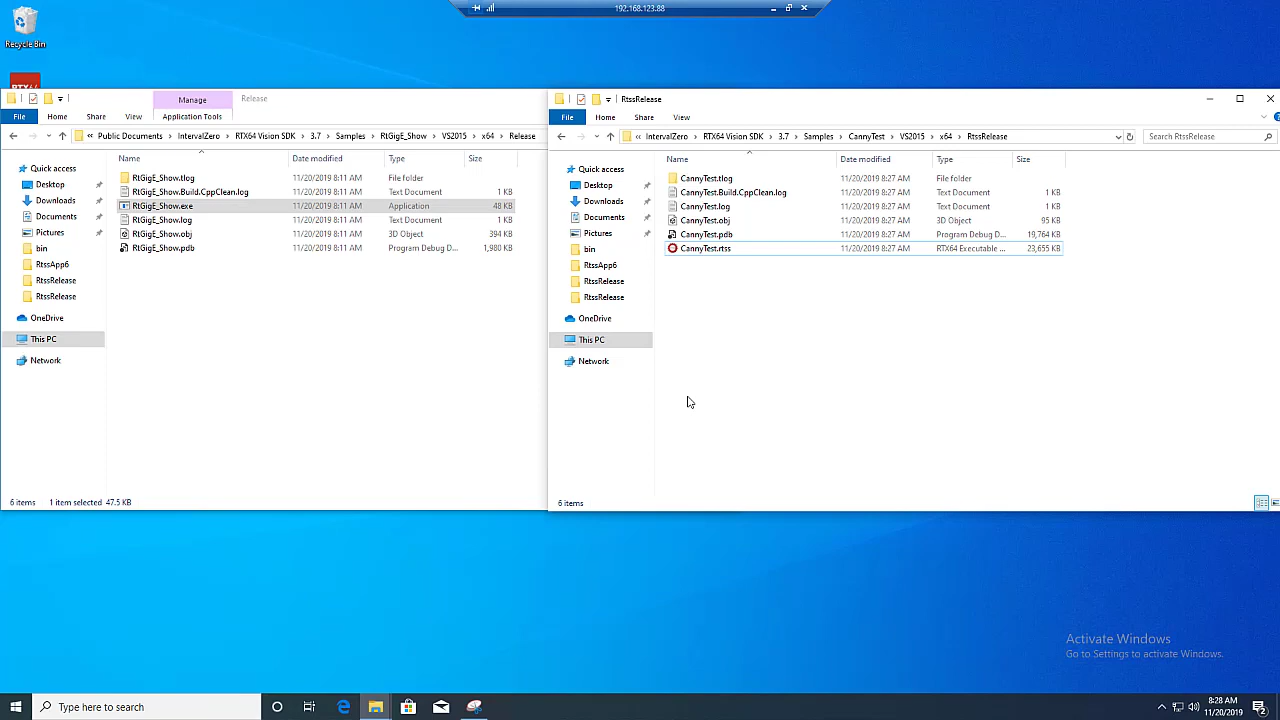 192.168.123.88
Recycle Bin
Manage
Release
File
Home
Share
View
Application Tools
« Public Documents › IntervalZero › RTX64 Vision SDK › 3.7 › Samples › RtGigE_Show › VS2015 › x64 › Release
Name
Date modified
Type
Size
Quick access
Desktop
Downloads
Documents
Pictures
bin
RtssApp6
RtssRelease
RtssRelease
OneDrive
This PC
Network
RtGigE_Show.tlog 11/20/2019 8:11 AM File folder
RtGigE_Show.Build.CppClean.log 11/20/2019 8:11 AM Text Document 1 KB
RtGigE_Show.exe 11/20/2019 8:11 AM Application 48 KB
RtGigE_Show.log 11/20/2019 8:11 AM Text Document 1 KB
RtGigE_Show.obj 11/20/2019 8:11 AM 3D Object 394 KB
RtGigE_Show.pdb 11/20/2019 8:11 AM Program Debug D... 1,980 KB
6 items 1 item selected 47.5 KB
RtssRelease
File
Home
Share
View
« IntervalZero › RTX64 Vision SDK › 3.7 › Samples › CannyTest › VS2015 › x64 › RtssRelease
Search RtssRelease
Name
Date modified
Type
Size
Quick access
Desktop
Downloads
Documents
Pictures
bin
RtssApp6
RtssRelease
RtssRelease
OneDrive
This PC
Network
CannyTest.tlog 11/20/2019 8:27 AM File folder
CannyTest.Build.CppClean.log 11/20/2019 8:27 AM Text Document 1 KB
CannyTest.log 11/20/2019 8:27 AM Text Document 1 KB
CannyTest.obj 11/20/2019 8:27 AM 3D Object 95 KB
CannyTest.pdb 11/20/2019 8:27 AM Program Debug D... 19,764 KB
CannyTest.rtss 11/20/2019 8:27 AM RTX64 Executable ... 23,655 KB
6 items
Activate Windows
Go to Settings to activate Windows.
Type here to search
8:28 AM
11/20/2019
2